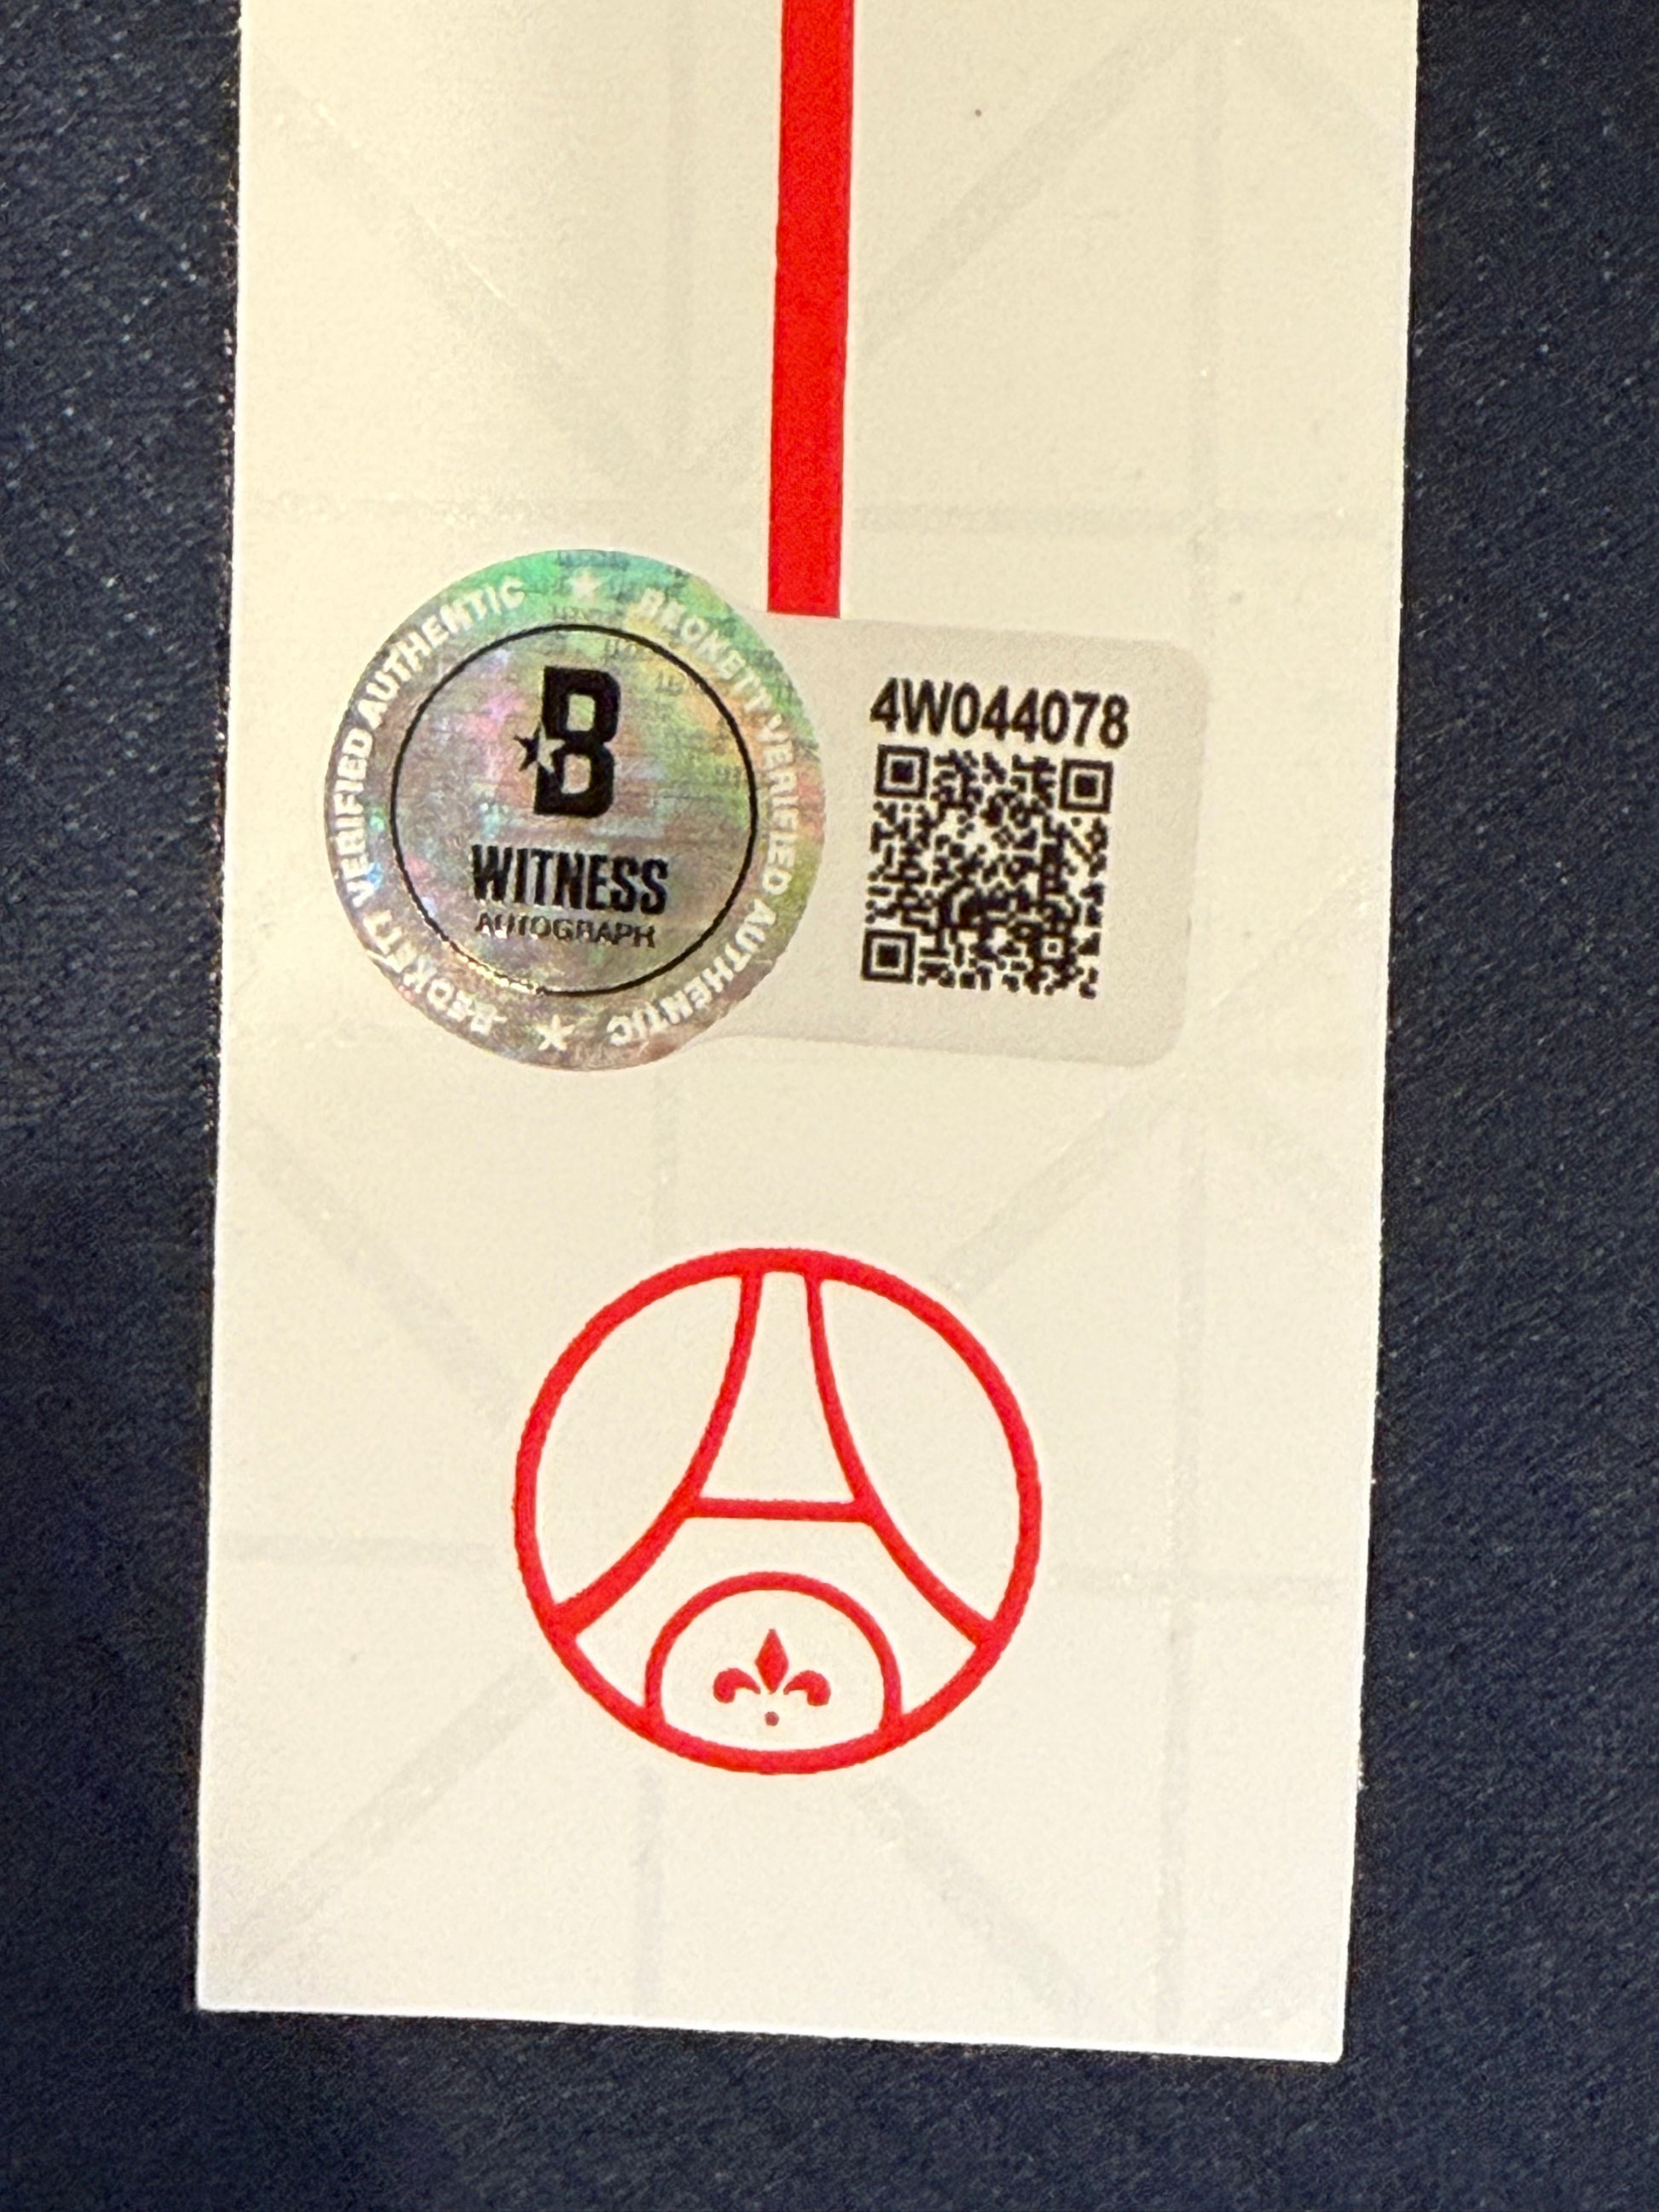 BECKETT VERIFIED AUTHENTIC ★ BECKETT VERIFIED AUTHENTIC ★
B
WITNESS
AUTOGRAPH
4W044078